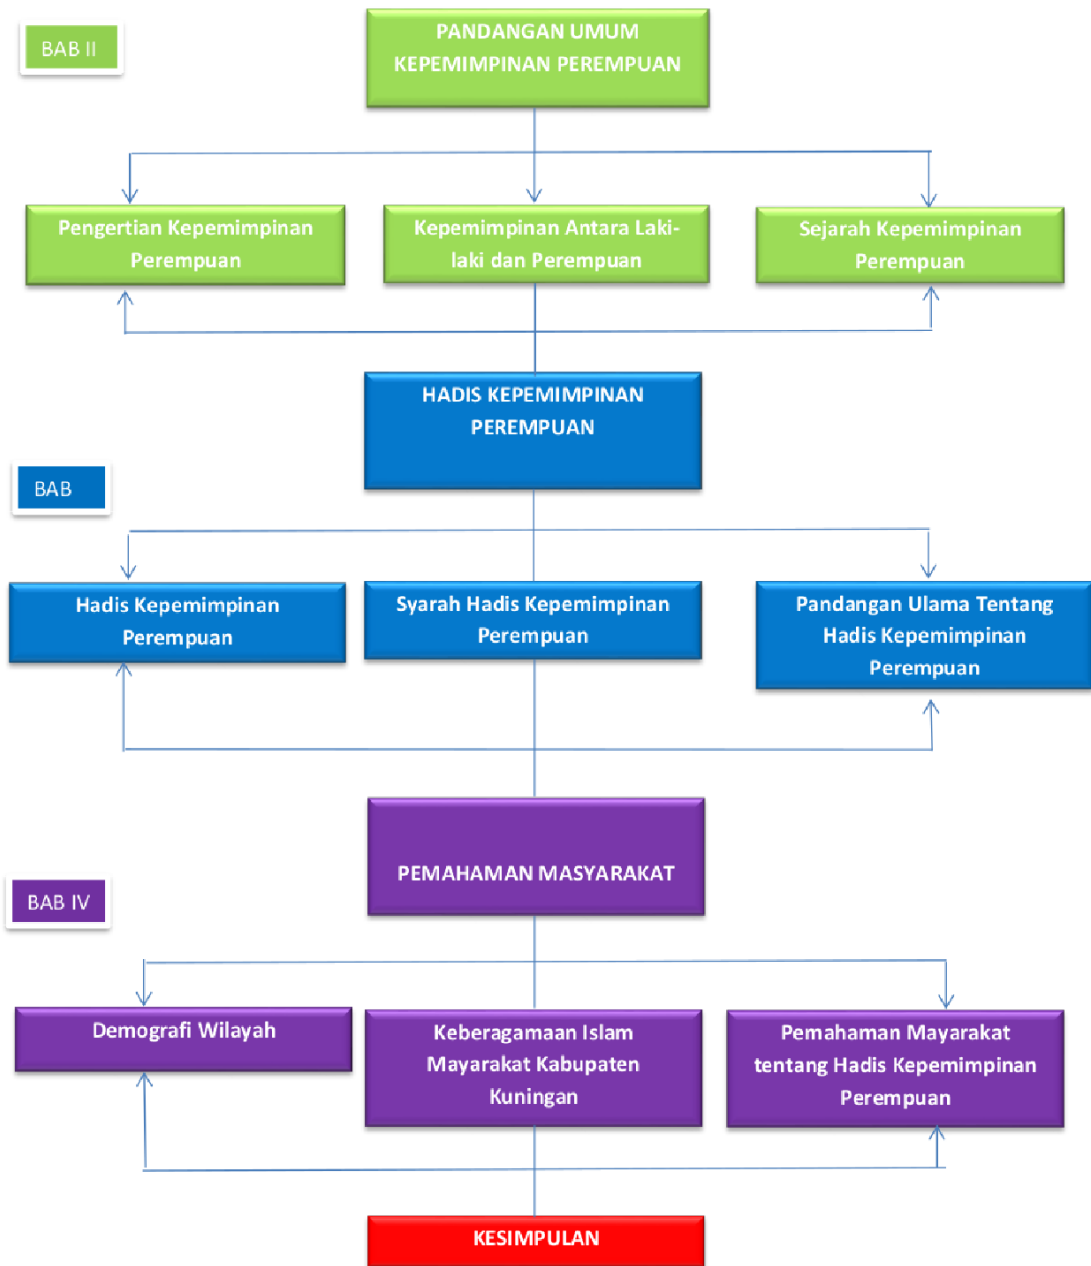 BAB II
PANDANGAN UMUM
KEPEMIMPINAN PEREMPUAN
Pengertian Kepemimpinan
Perempuan
Kepemimpinan Antara Laki-
laki dan Perempuan
Sejarah Kepemimpinan
Perempuan
HADIS KEPEMIMPINAN
PEREMPUAN
BAB
Hadis Kepemimpinan
Perempuan
Syarah Hadis Kepemimpinan
Perempuan
Pandangan Ulama Tentang
Hadis Kepemimpinan
Perempuan
PEMAHAMAN MASYARAKAT
BAB IV
Demografi Wilayah
Keberagamaan Islam
Mayarakat Kabupaten
Kuningan
Pemahaman Mayarakat
tentang Hadis Kepemimpinan
Perempuan
KESIMPULAN